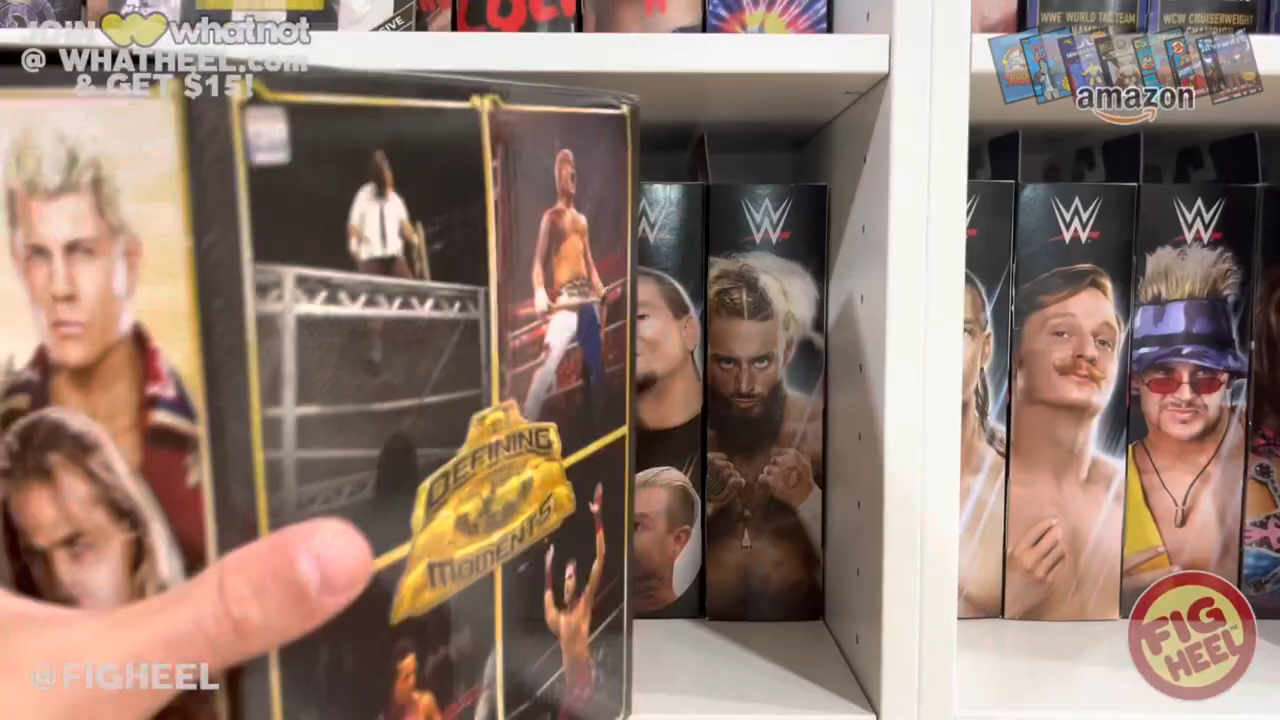 JOIN whatnot
@ WHATHEEL.com
& GET $15!
WWE WORLD TAG TEAM
WCW CRUISERWEIGHT
amazon
DEFINING
MOMENTS
W
W
W
W
FIG
HEEL
@FIGHEEL